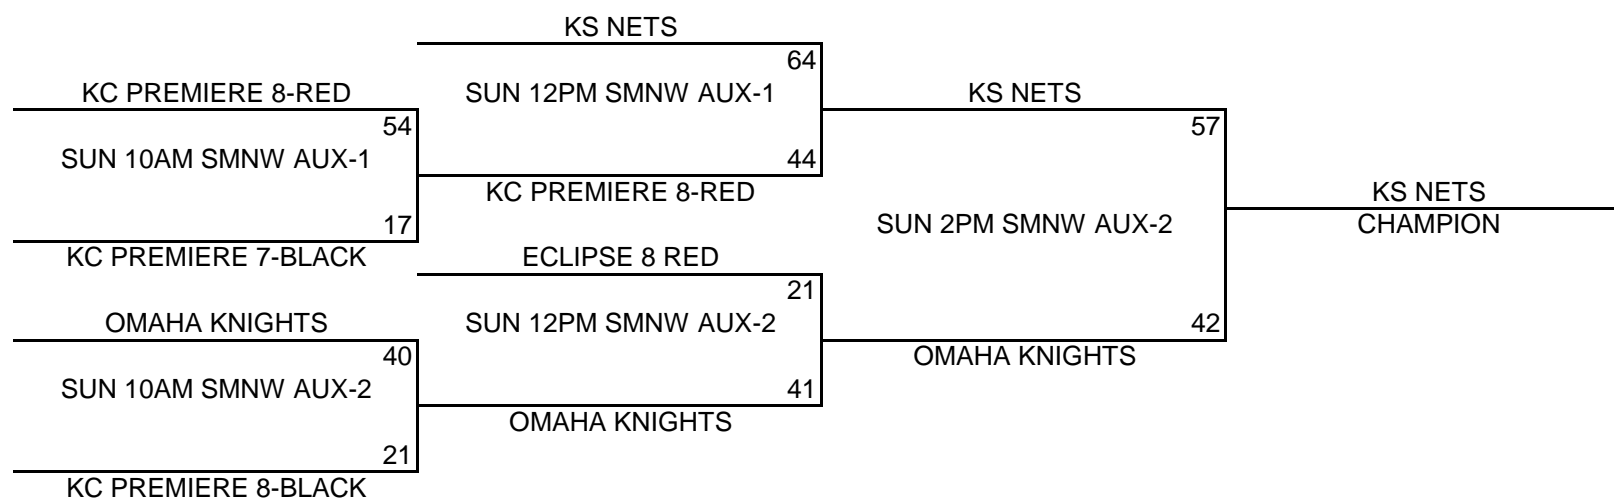 KS NETS
64
KC PREMIERE 8-RED
SUN 12PM SMNW AUX-1
KS NETS
54
57
SUN 10AM SMNW AUX-1
44
KC PREMIERE 8-RED
KS NETS
17
SUN 2PM SMNW AUX-2
CHAMPION
KC PREMIERE 7-BLACK
ECLIPSE 8 RED
21
OMAHA KNIGHTS
SUN 12PM SMNW AUX-2
42
40
OMAHA KNIGHTS
SUN 10AM SMNW AUX-2
41
OMAHA KNIGHTS
21
KC PREMIERE 8-BLACK